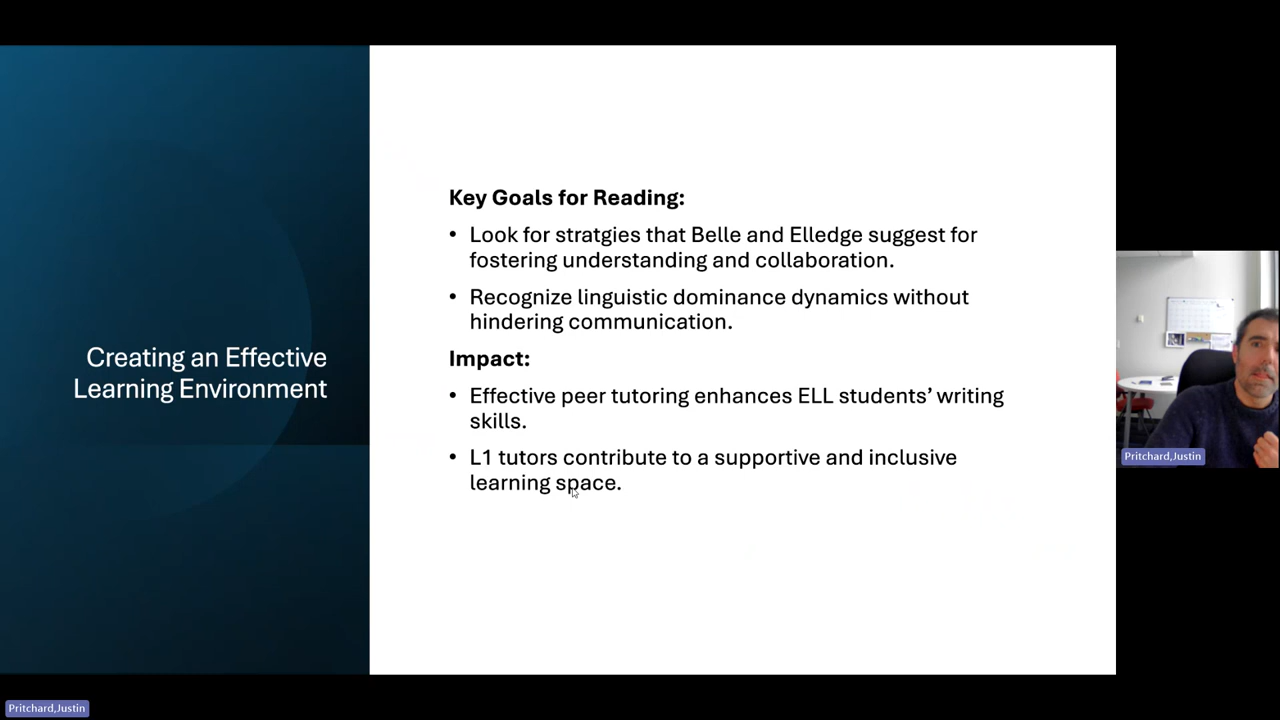 Creating an Effective
Learning Environment
Key Goals for Reading:
• Look for stratgies that Belle and Elledge suggest for
fostering understanding and collaboration.
• Recognize linguistic dominance dynamics without
hindering communication.
Impact:
• Effective peer tutoring enhances ELL students’ writing
skills.
• L1 tutors contribute to a supportive and inclusive
learning space.
Pritchard,Justin
Pritchard,Justin